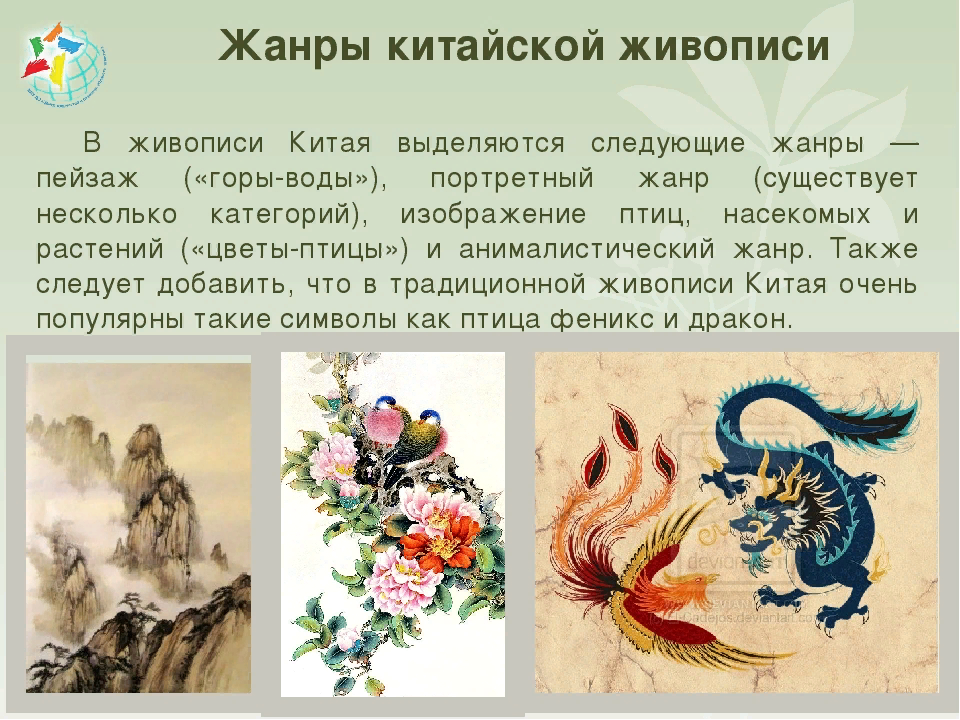 Жанры китайской живописи
В живописи Китая выделяются следующие жанры —
пейзаж («горы-воды»), портретный жанр (существует
несколько категорий), изображение птиц, насекомых и
растений («цветы-птицы») и анималистический жанр. Также
следует добавить, что в традиционной живописи Китая очень
популярны такие символы как птица феникс и дракон.